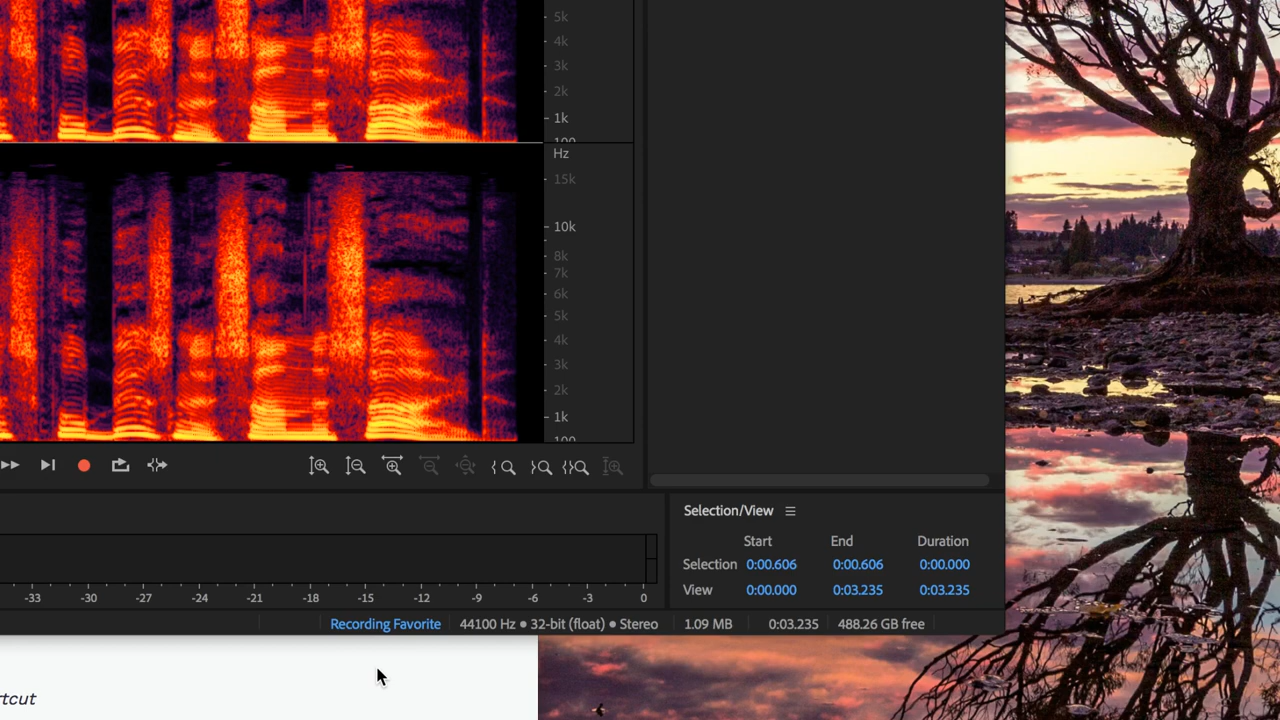 5k
4k
3k
2k
1k
100
Hz
15k
10k
8k
7k
6k
5k
4k
3k
2k
1k
100
Selection/View
Start End Duration
Selection 0:00.606 0:00.606 0:00.000
View 0:00.000 0:03.235 0:03.235
-33 -30 -27 -24 -21 -18 -15 -12 -9 -6 -3 0
Recording Favorite 44100 Hz ● 32-bit (float) ● Stereo 1.09 MB 0:03.235 488.26 GB free
rtcut